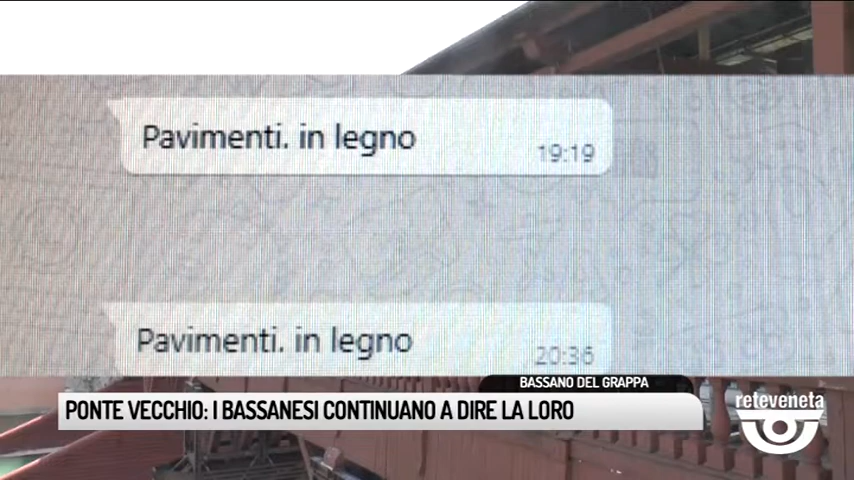 Pavimenti. in legno
19:19
Pavimenti. in legno
20:36
BASSANO DEL GRAPPA
PONTE VECCHIO: I BASSANESI CONTINUANO A DIRE LA LORO
reteveneta